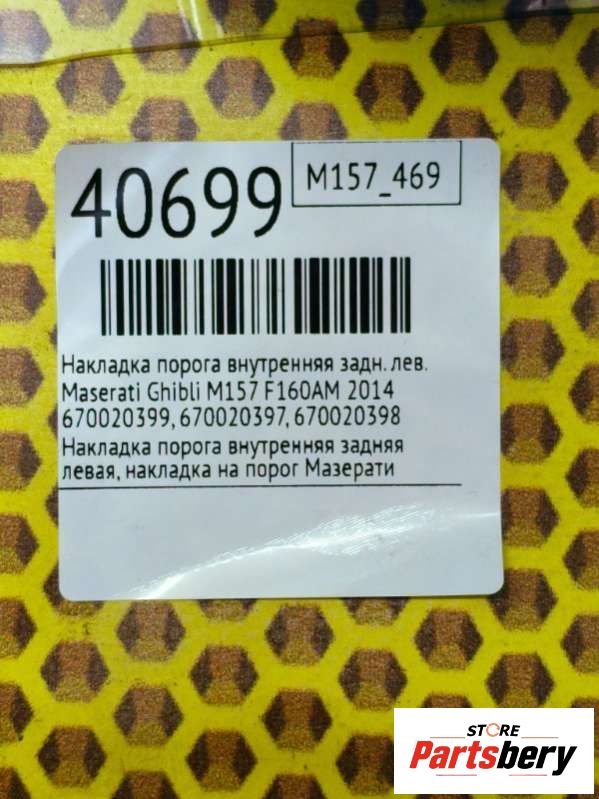 40699
M157_469
Накладка порога внутренняя задн. лев.
Maserati Ghibli M157 F160AM 2014
670020399, 670020397, 670020398
Накладка порога внутренняя задняя
левая, накладка на порог Мазерати
STORE
Partsbery